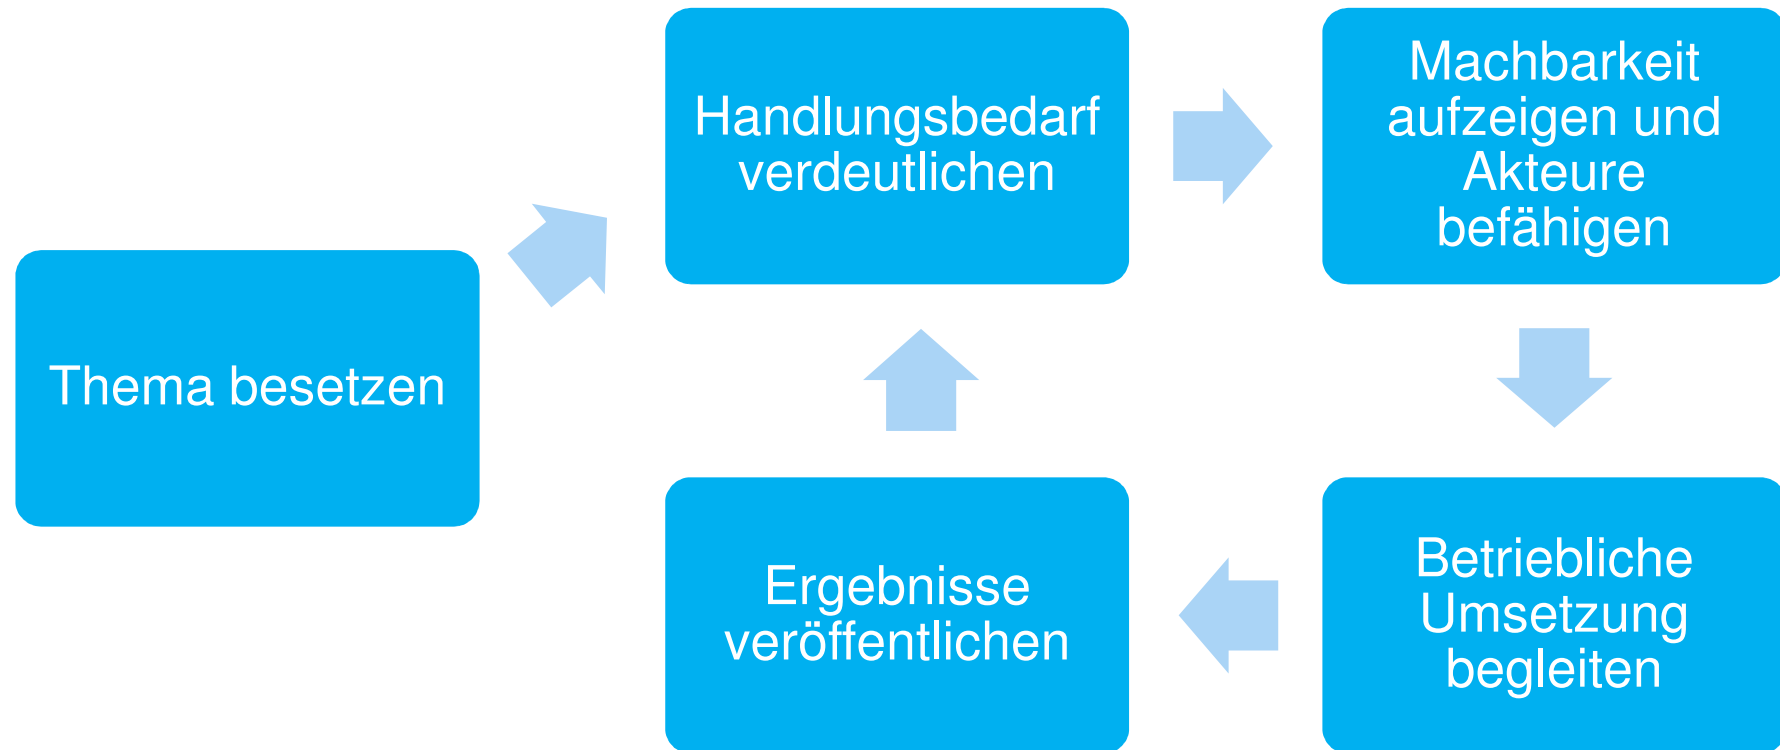 Thema besetzen
Handlungsbedarf
verdeutlichen
Machbarkeit
aufzeigen und
Akteure
befähigen
Betriebliche
Umsetzung
begleiten
Ergebnisse
veröffentlichen